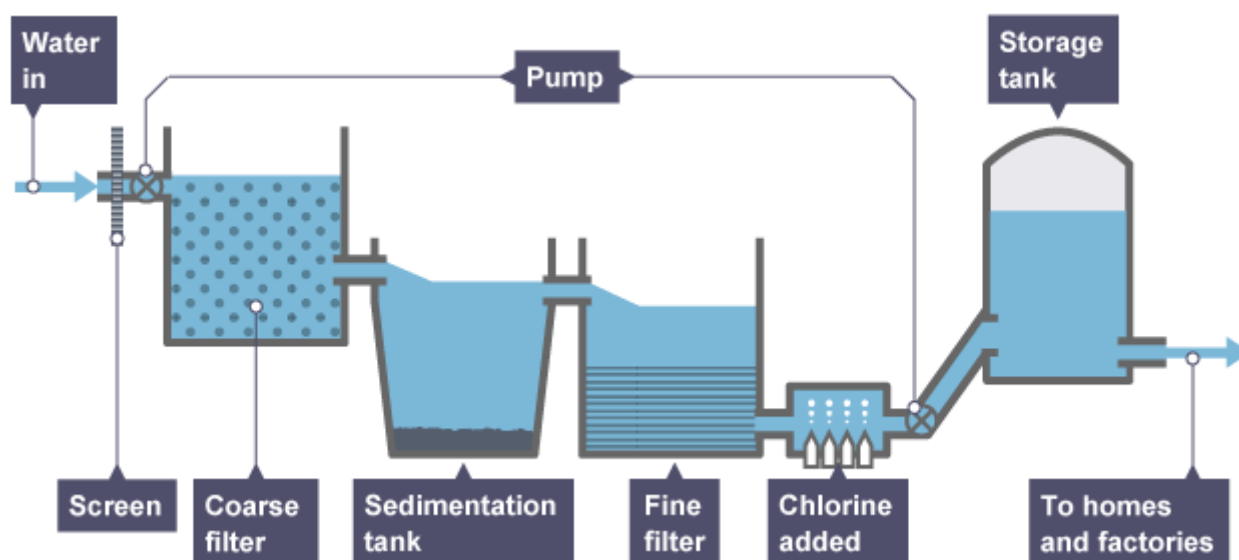 Water
in
Pump
Storage
tank
Screen
Coarse
filter
Sedimentation
tank
Fine
filter
Chlorine
added
To homes
and factories